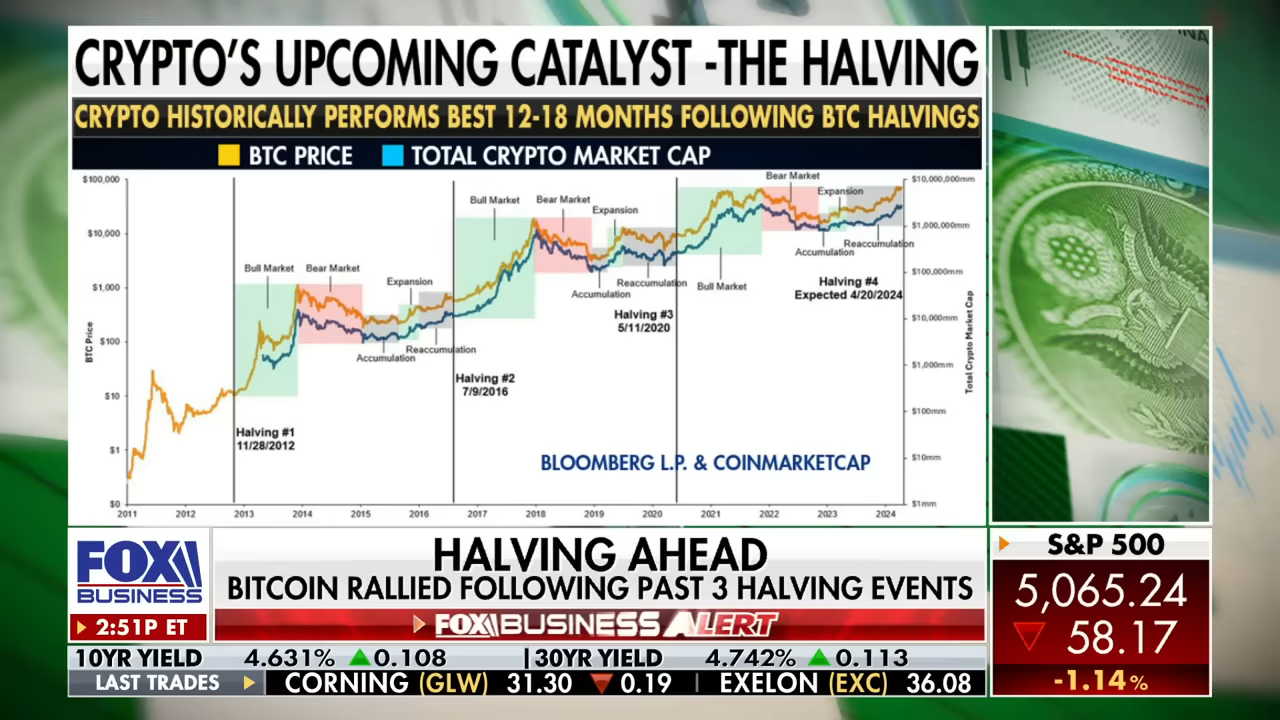 CRYPTO'S UPCOMING CATALYST -THE HALVING
CRYPTO HISTORICALLY PERFORMS BEST 12-18 MONTHS FOLLOWING BTC HALVINGS
BTC PRICE TOTAL CRYPTO MARKET CAP
$100,000
$10,000
$1,000
$100
$10
$1
$0
BTC Price
$10,000,000mm
$1,000,000mm
$100,000mm
$10,000mm
$1,000mm
$100mm
$10mm
$1mm
Total Crypto Market Cap
Bull Market
Bear Market
Expansion
Accumulation
Reaccumulation
Halving #1
11/28/2012
Bull Market
Bear Market
Expansion
Accumulation
Reaccumulation
Halving #2
7/9/2016
Bull Market
Bear Market
Expansion
Accumulation
Reaccumulation
Halving #3
5/11/2020
Halving #4
Expected 4/20/2024
BLOOMBERG L.P. & COINMARKETCAP
2011 2012 2013 2014 2015 2016 2017 2018 2019 2020 2021 2022 2023 2024
FOX
BUSINESS
2:51P ET
HALVING AHEAD
BITCOIN RALLIED FOLLOWING PAST 3 HALVING EVENTS
FOX BUSINESS ALERT
S&P 500
5,065.24
58.17
-1.14%
10YR YIELD 4.631% 0.108 | 30YR YIELD 4.742% 0.113
LAST TRADES CORNING (GLW) 31.30 0.19 | EXELON (EXC) 36.08